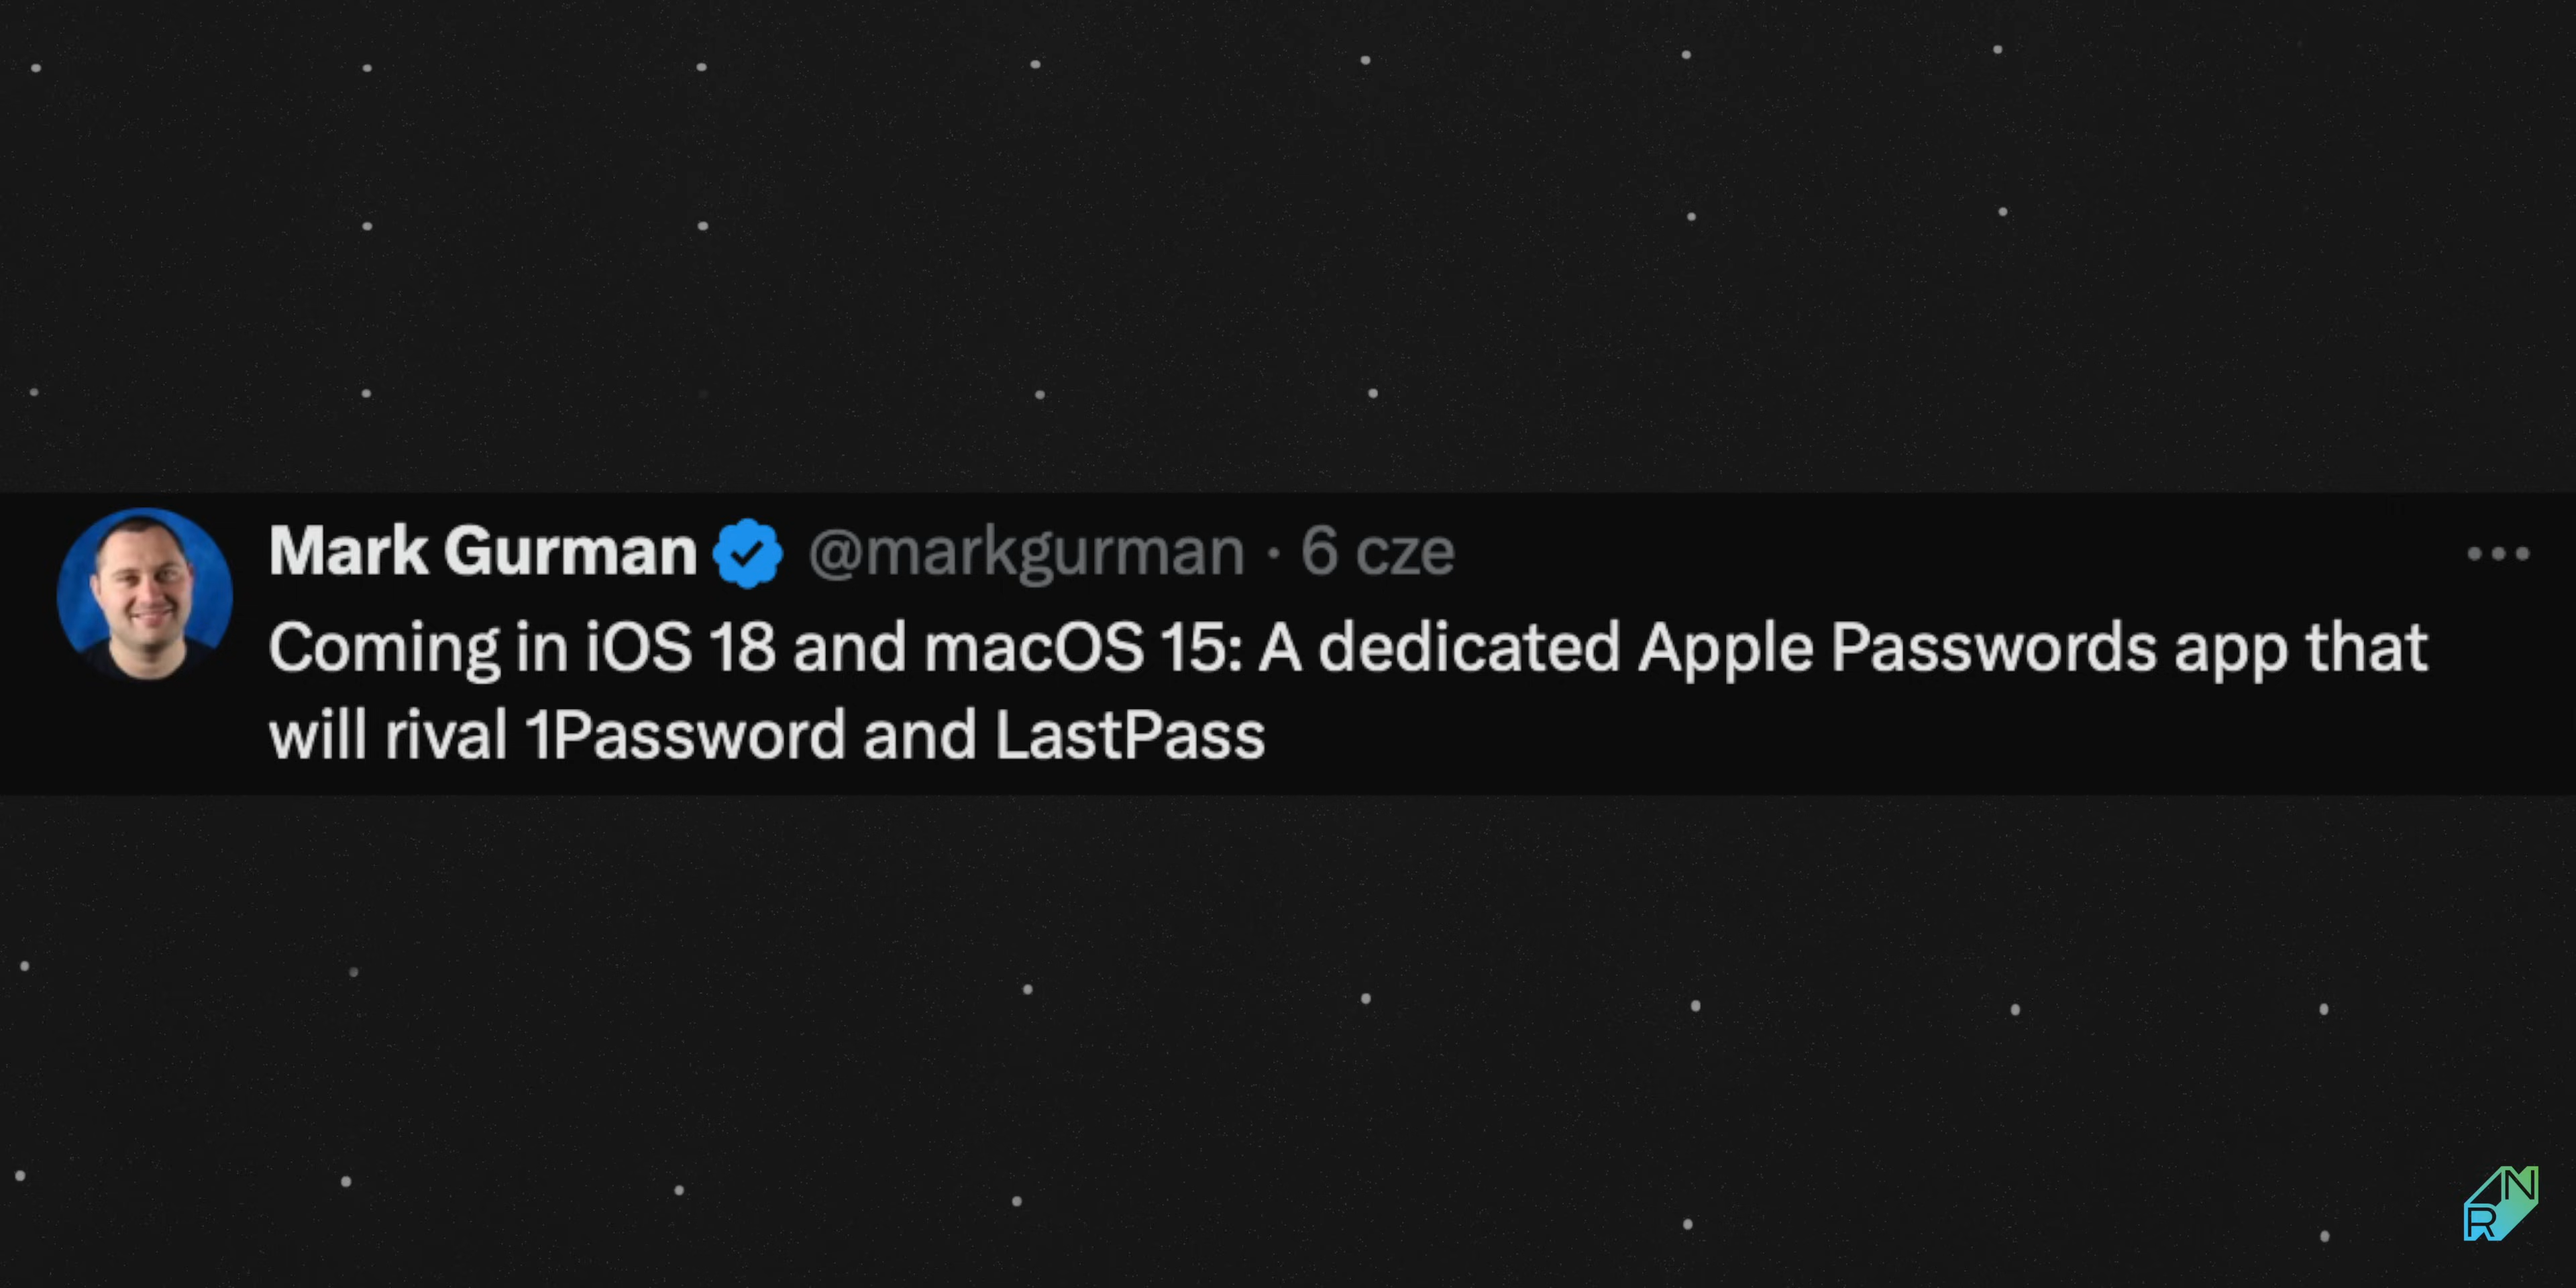 Mark Gurman @markgurman · 6 cze
Coming in iOS 18 and macOS 15: A dedicated Apple Passwords app that
will rival 1Password and LastPass
RN